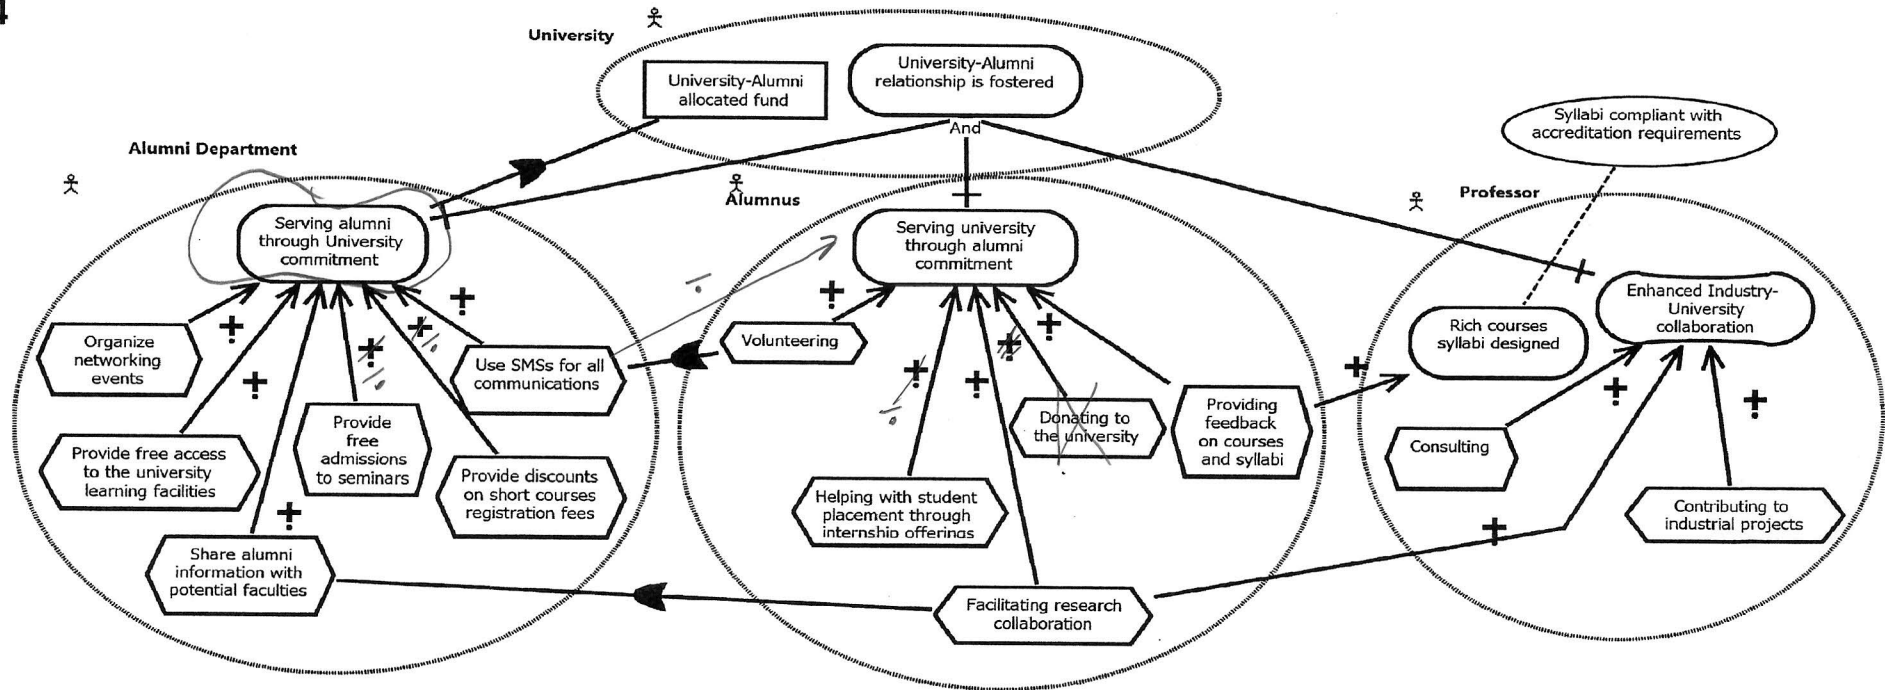 4
University
University-Alumni
allocated fund
University-Alumni
relationship is fostered
And
Syllabi compliant with
accreditation requirements
Alumni Department
Alumnus
Professor
Serving alumni
through University
commitment
Serving university
through alumni
commitment
Enhanced Industry-
University
collaboration
Rich courses
syllabi designed
Organize
networking
events
Use SMSs for all
communications
Volunteering
Provide free access
to the university
learning facilities
Provide
free
admissions
to seminars
Provide discounts
on short courses
registration fees
Share alumni
information with
potential faculties
Helping with student
placement through
internship offerings
Donating to
the university
Providing
feedback
on courses
and syllabi
Facilitating research
collaboration
Consulting
Contributing to
industrial projects